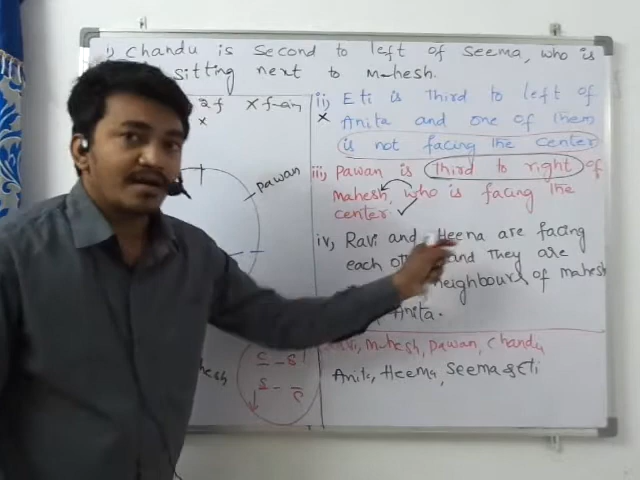 i) Chandu is Second to left of Seema, who is
sitting next to Mahesh.
x f-ain
x
Pawan
ii) Eti is Third to left of
x Anita and one of them
is not facing the center
iii) Pawan is Third to right of
Mahesh, who is facing the
center ✓
iv, Ravi and Heena are facing
each and They are
neighbours of mahesh
Anita.
Mahesh, Pawan, Chandu
Anita, Heema, Seema & Eti